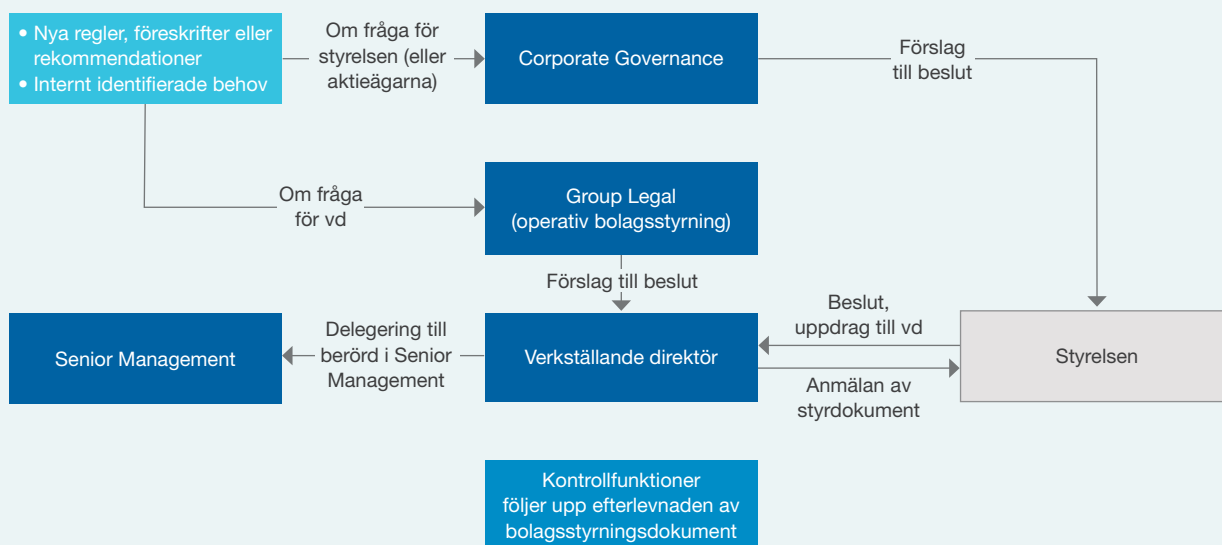 • Nya regler, föreskrifter eller
rekommendationer
• Internt identifierade behov
Om fråga för
styrelsen (eller
aktieägarna)
Corporate Governance
Förslag
till beslut
Om fråga
för vd
Group Legal
(operativ bolagsstyrning)
Förslag till beslut
Senior Management
Delegering till
berörd i Senior
Management
Verkställande direktör
Beslut,
uppdrag till vd
Anmälan av
styrdokument
Styrelsen
Kontrollfunktioner
följer upp efterlevnaden av
bolagsstyrningsdokument